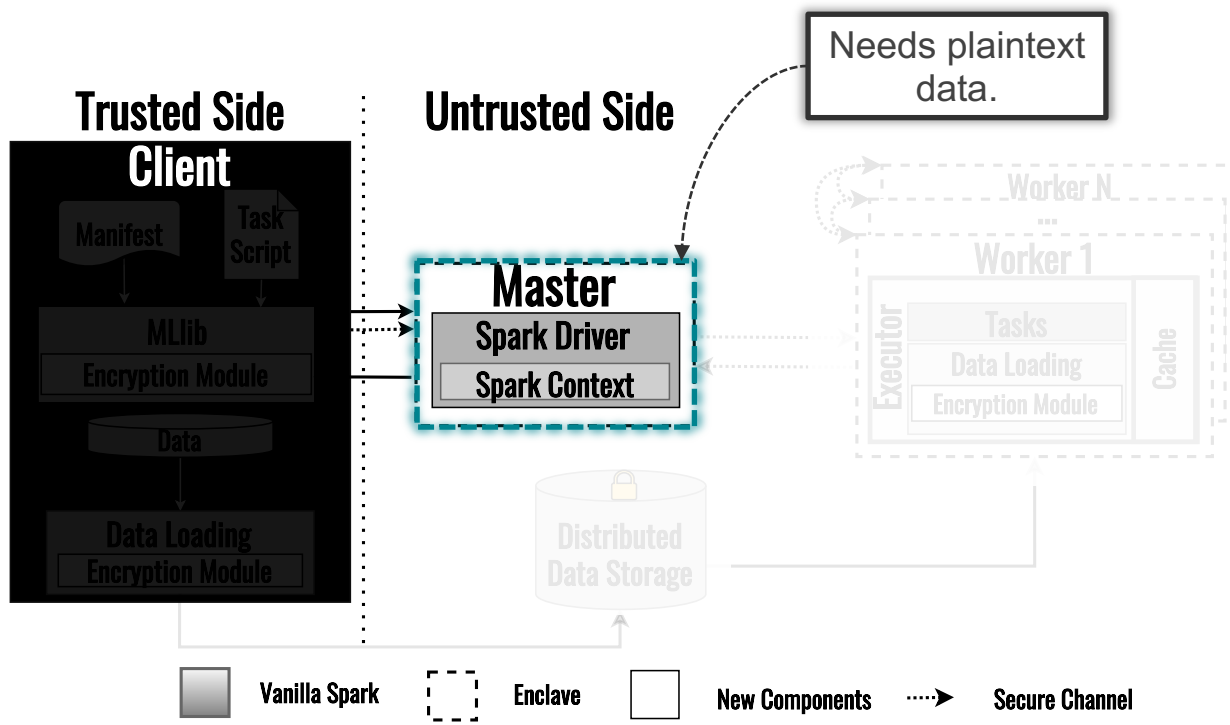 Needs plaintext
data.
Trusted Side
Untrusted Side
Client
Manifest
Task
Script
MLlib
Encryption Module
Data
Data Loading
Encryption Module
Master
Spark Driver
Spark Context
Distributed
Data Storage
Worker N
...
Worker 1
Executor
Tasks
Data Loading
Encryption Module
Cache
Vanilla Spark
Enclave
New Components
Secure Channel